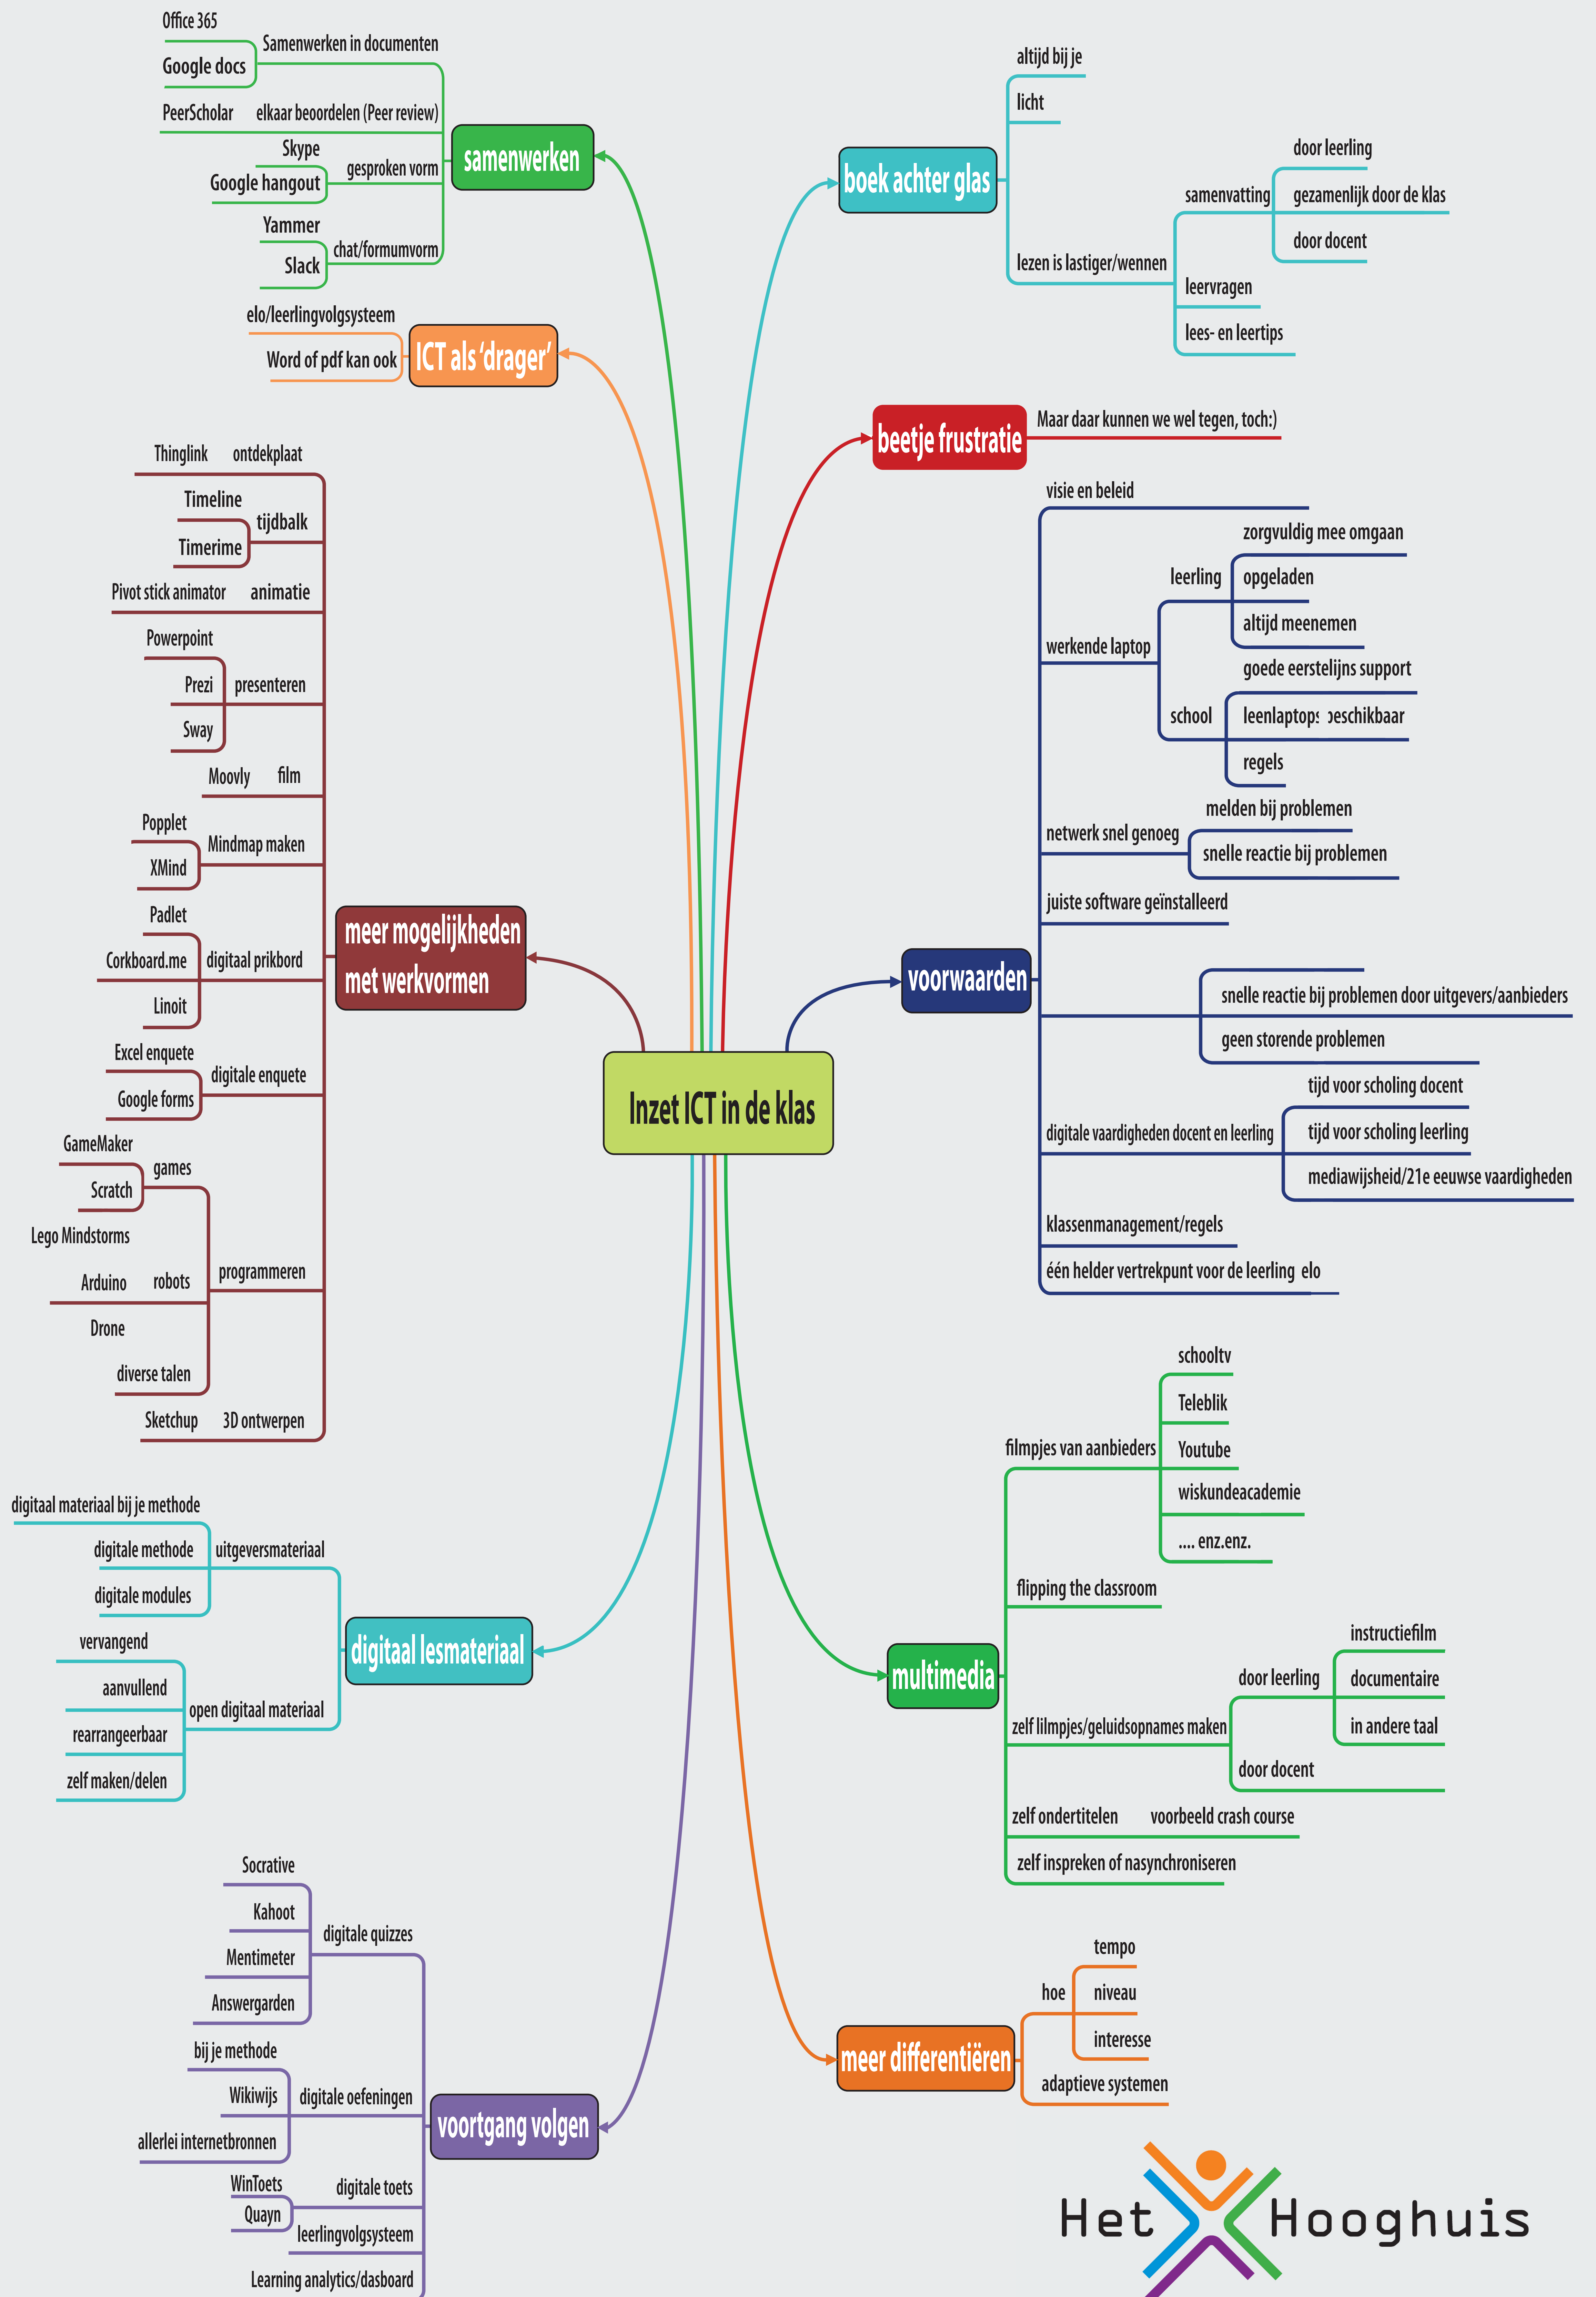 Office 365
Samenwerken in documenten
Google docs
PeerScholar elkaar beoordelen (Peer review)
samenwerken
Skype
gesproken vorm
Google hangout
Yammer
chat/formumvorm
Slack
elo/leerlingvolgsysteem
ICT als ‘drager’
Word of pdf kan ook
Thinglink ontdekplaat
Timeline
tijdbalk
Timerime
Pivot stick animator animatie
Powerpoint
Prezi presenteren
Sway
Moovly film
Popplet
Mindmap maken
XMind
Padlet
meer mogelijkheden
met werkvormen
Corkboard.me digitaal prikbord
Linoit
Excel enquete
digitale enquete
Google forms
GameMaker
games
Scratch
Lego Mindstorms
programmeren
Arduino robots
Drone
diverse talen
Sketchup 3D ontwerpen
digitaal materiaal bij je methode
digitale methode uitgeversmateriaal
digitale modules
digitaal lesmateriaal
vervangend
aanvullend
open digitaal materiaal
rearrangeerbaar
zelf maken/delen
Socrative
Kahoot
digitale quizzes
Mentimeter
Answergarden
bij je methode
Wikiwijs digitale oefeningen
voortgang volgen
allerlei internetbronnen
WinToets
digitale toets
Quayn
leerlingvolgsysteem
Learning analytics/dasboard
Inzet ICT in de klas
altijd bij je
licht
boek achter glas
door leerling
samenvatting gezamenlijk door de klas
door docent
lezen is lastiger/wennen
leervragen
lees- en leertips
beetje frustratie Maar daar kunnen we wel tegen, toch:)
visie en beleid
zorgvuldig mee omgaan
leerling opgeladen
altijd meenemen
werkende laptop
goede eerstelijns support
school leenlaptops beschikbaar
regels
melden bij problemen
netwerk snel genoeg
snelle reactie bij problemen
juiste software geïnstalleerd
voorwaarden
snelle reactie bij problemen door uitgevers/aanbieders
geen storende problemen
tijd voor scholing docent
digitale vaardigheden docent en leerling tijd voor scholing leerling
mediawijsheid/21e eeuwse vaardigheden
klassenmanagement/regels
één helder vertrekpunt voor de leerling elo
schooltv
Teleblik
filmpjes van aanbieders Youtube
wiskundeacademie
.... enz.enz.
flipping the classroom
multimedia
instructiefilm
door leerling documentaire
in andere taal
zelf lilmpjes/geluidsopnames maken
door docent
zelf ondertitelen voorbeeld crash course
zelf inspreken of nasynchroniseren
tempo
hoe niveau
interesse
meer differentiëren
adaptieve systemen
Het Hooghuis